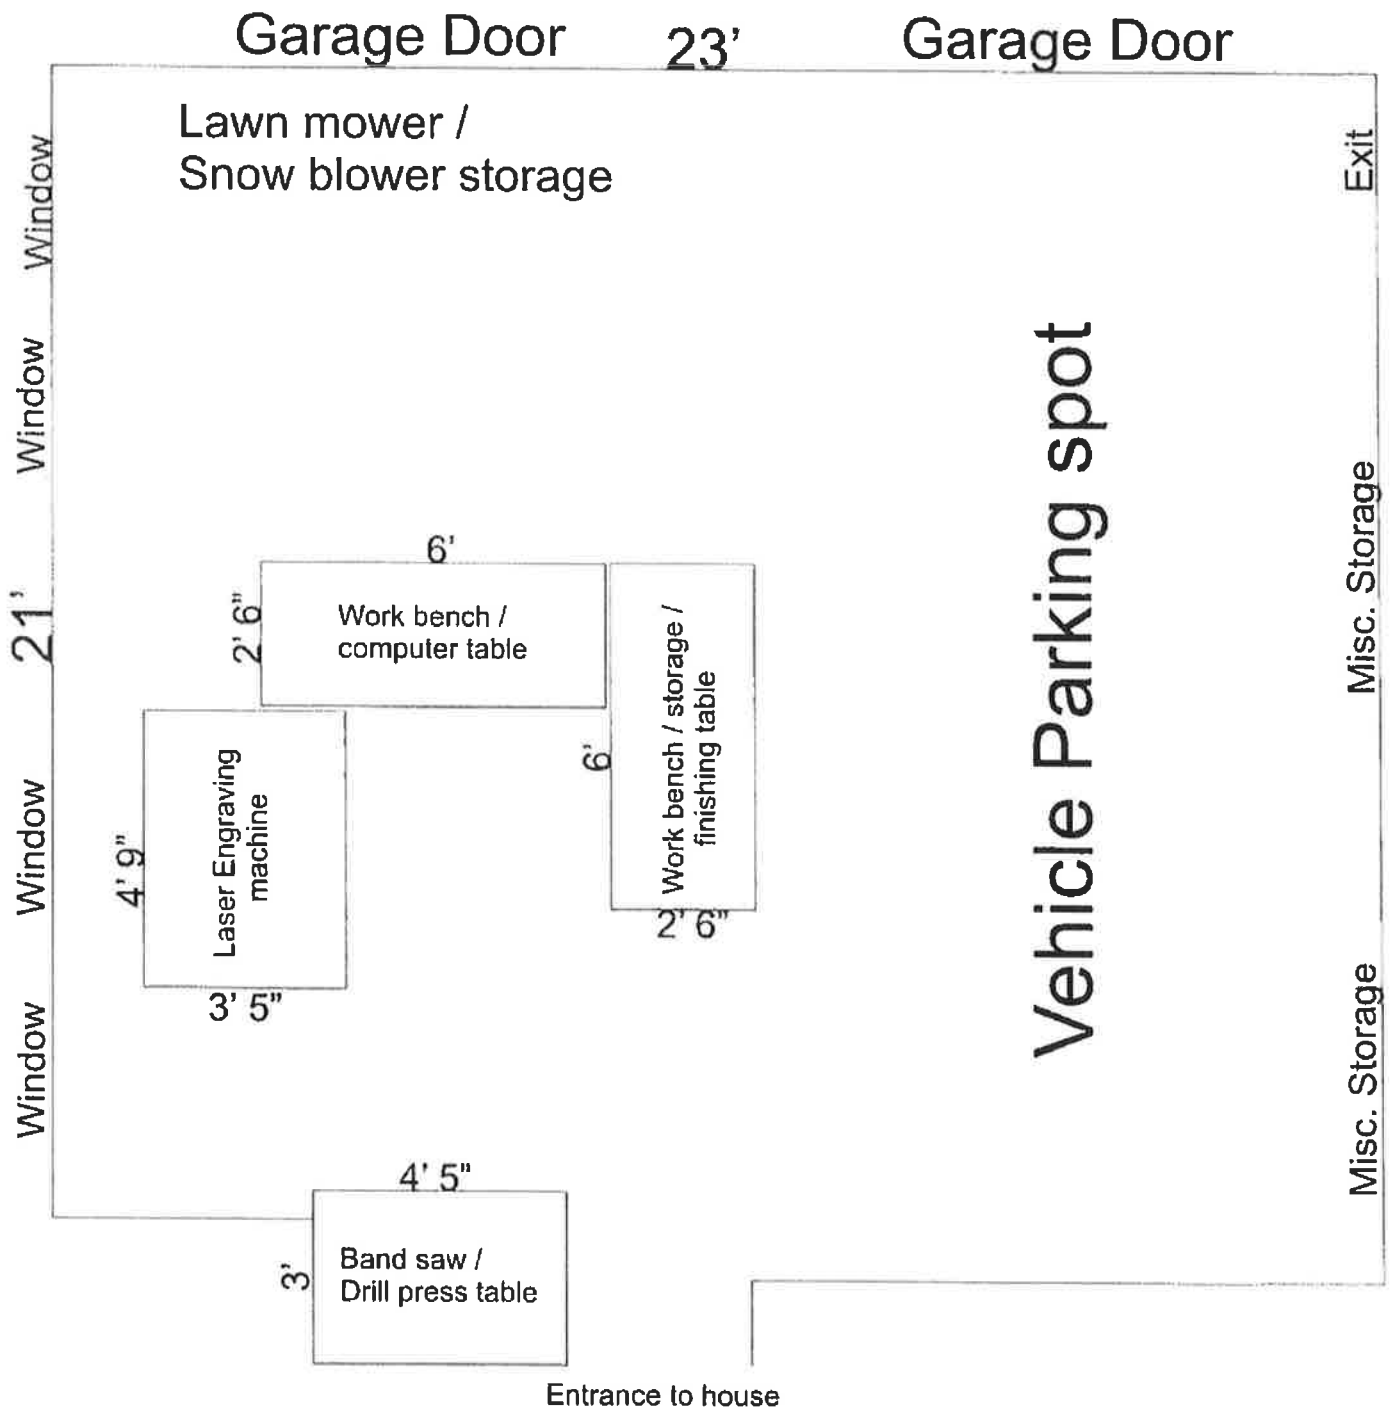 Garage Door
23'
Garage Door
Lawn mower /
Snow blower storage
Window
Exit
Window
21'
Vehicle Parking spot
Misc. Storage
6'
2' 6"
Work bench /
computer table
6'
Work bench / storage /
finishing table
2' 6"
Window
4' 9"
Laser Engraving
machine
3' 5"
Window
Misc. Storage
4' 5"
3'
Band saw /
Drill press table
Entrance to house